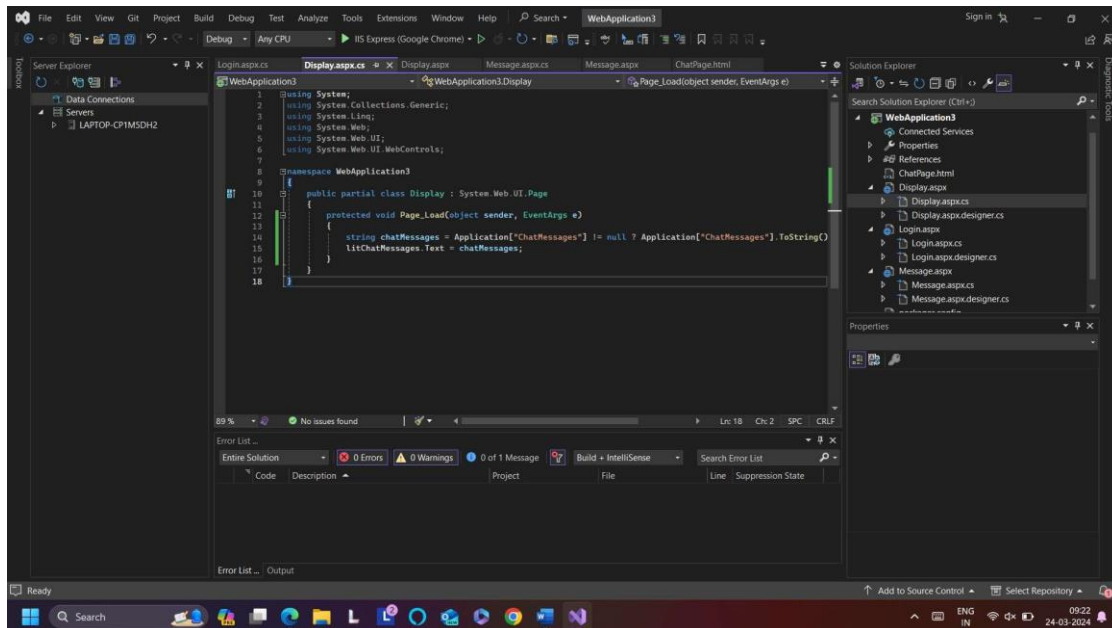 File Edit View Git Project Build Debug Test Analyze Tools Extensions Window Help Search WebApplication3 Sign in
Debug Any CPU IIS Express (Google Chrome)
Toolbox
Server Explorer
Data Connections
Servers
LAPTOP-CP1MSDH2
Login.aspx.cs Display.aspx.cs Display.aspx Message.aspx.cs Message.aspx ChatPage.html
WebApplication3 WebApplication3.Display Page_Load(object sender, EventArgs e)
1 using System;
2 using System.Collections.Generic;
3 using System.Linq;
4 using System.Web;
5 using System.Web.UI;
6 using System.Web.UI.WebControls;
7
8 namespace WebApplication3
9 {
10 public partial class Display : System.Web.UI.Page
11 {
12 protected void Page_Load(object sender, EventArgs e)
13 {
14 string chatMessages = Application["ChatMessages"] != null ? Application["ChatMessages"].ToString()
15 litChatMessages.Text = chatMessages;
16 }
17 }
18 }
89 % No issues found Ln: 18 Ch: 2 SPC CRLF
Error List ...
Entire Solution 0 Errors 0 Warnings 0 of 1 Message Build + IntelliSense Search Error List
Code Description Project File Line Suppression State
Error List ... Output
Solution Explorer
Search Solution Explorer (Ctrl+;)
WebApplication3
Connected Services
Properties
References
ChatPage.html
Display.aspx
Display.aspx.cs
Display.aspx.designer.cs
Login.aspx
Login.aspx.cs
Login.aspx.designer.cs
Message.aspx
Message.aspx.cs
Message.aspx.designer.cs
Properties
Diagnostic Tools
Ready Add to Source Control Select Repository
Search ENG 09:22
IN 24-03-2024